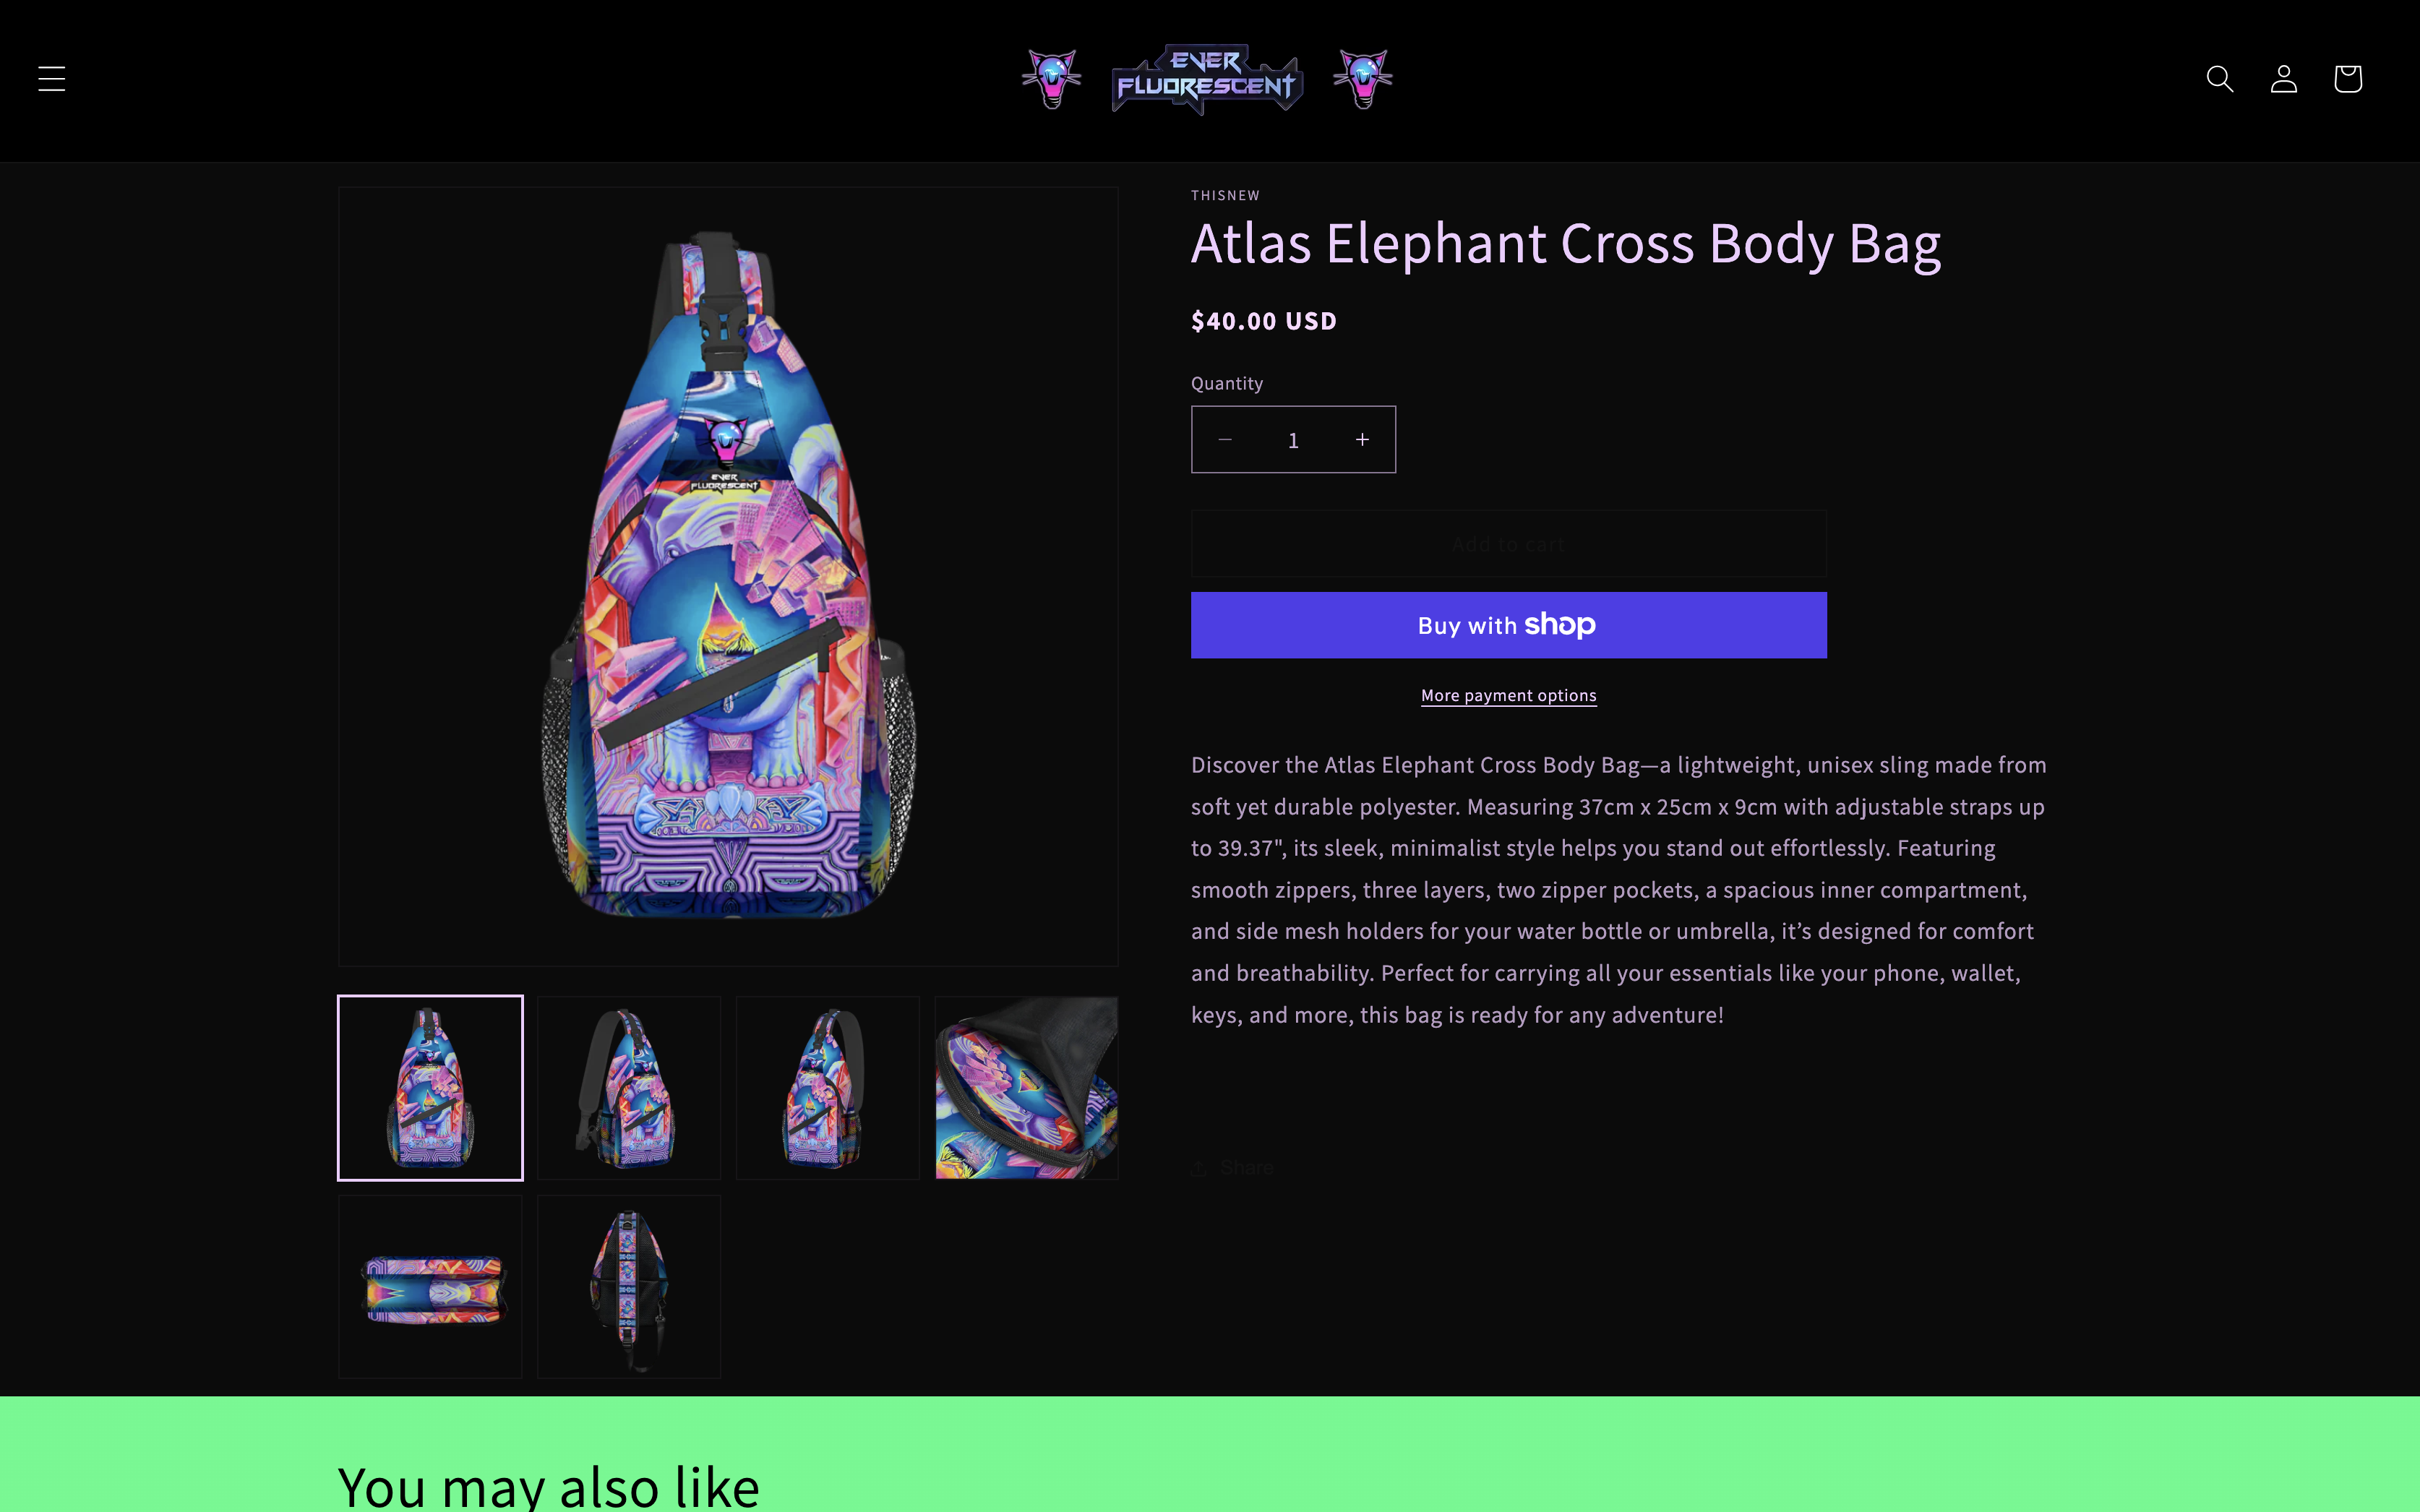 EVER
FLUORESCENT
THISNEW
Atlas Elephant Cross Body Bag
$40.00 USD
Quantity
1
Add to cart
Buy with shop
More payment options
Discover the Atlas Elephant Cross Body Bag—a lightweight, unisex sling made from
soft yet durable polyester. Measuring 37cm x 25cm x 9cm with adjustable straps up
to 39.37", its sleek, minimalist style helps you stand out effortlessly. Featuring
smooth zippers, three layers, two zipper pockets, a spacious inner compartment,
and side mesh holders for your water bottle or umbrella, it’s designed for comfort
and breathability. Perfect for carrying all your essentials like your phone, wallet,
keys, and more, this bag is ready for any adventure!
Share
EVER
FLUORESCENT
You may also like